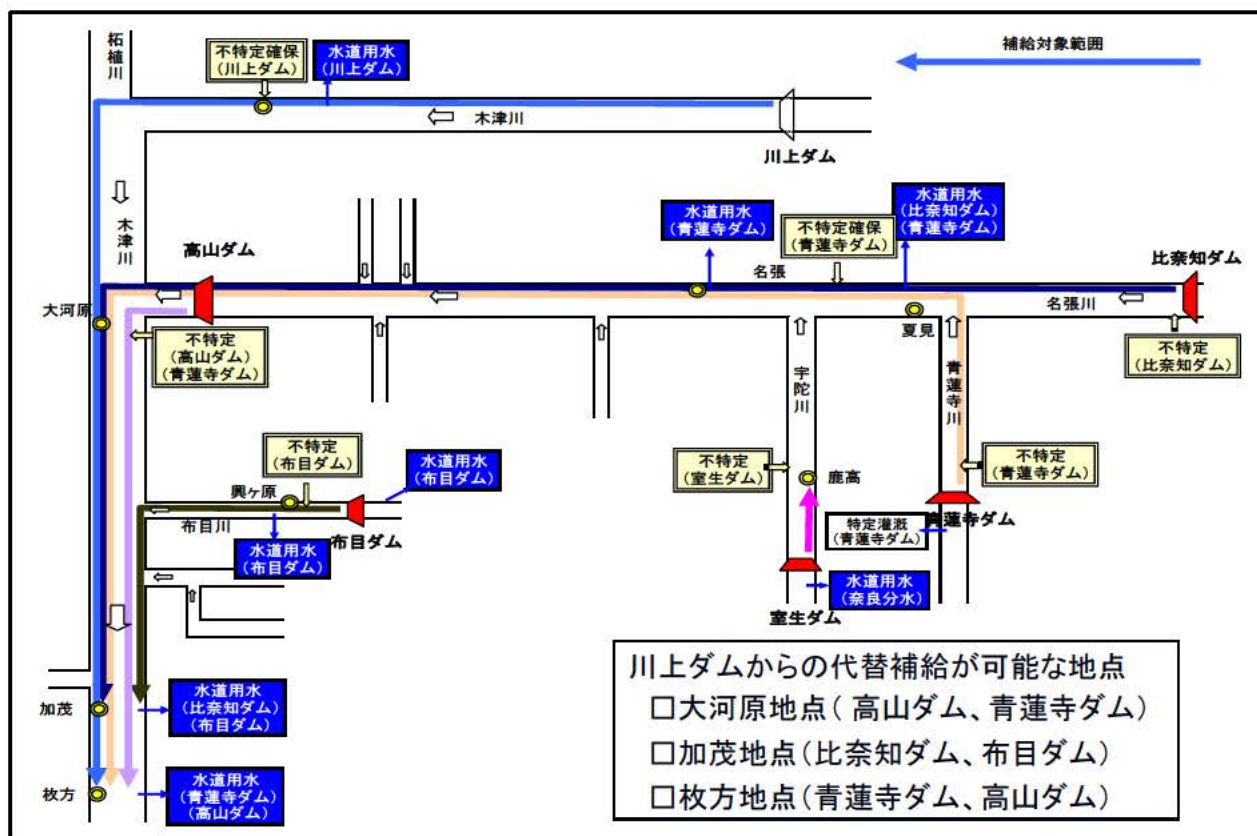 柘植川
不特定確保
(川上ダム)
水道用水
(川上ダム)
補給対象範囲
木津川
川上ダム
木津川
高山ダム
水道用水
(青蓮寺ダム)
不特定確保
(青蓮寺ダム)
水道用水
(比奈知ダム)
青蓮寺ダム)
比奈知ダム
名張
名張川
大河原
夏見
不特定
(高山ダム)
青蓮寺ダム)
不特定
(比奈知ダム)
宇陀川
青蓮寺川
不特定
(布目ダム)
水道用水
(布目ダム)
不特定
(室生ダム)
鹿高
不特定
(青蓮寺ダム)
興ヶ原
布目川
布目ダム
水道用水
(布目ダム)
特定灌漑
(青蓮寺ダム)
青蓮寺ダム
水道用水
(奈良分水)
室生ダム
加茂
水道用水
(比奈知ダム)
(布目ダム)
枚方
水道用水
(青蓮寺ダム)
(高山ダム)
川上ダムからの代替補給が可能な地点
□大河原地点( 高山ダム、青蓮寺ダム)
□加茂地点(比奈知ダム、布目ダム)
□枚方地点(青蓮寺ダム、高山ダム)